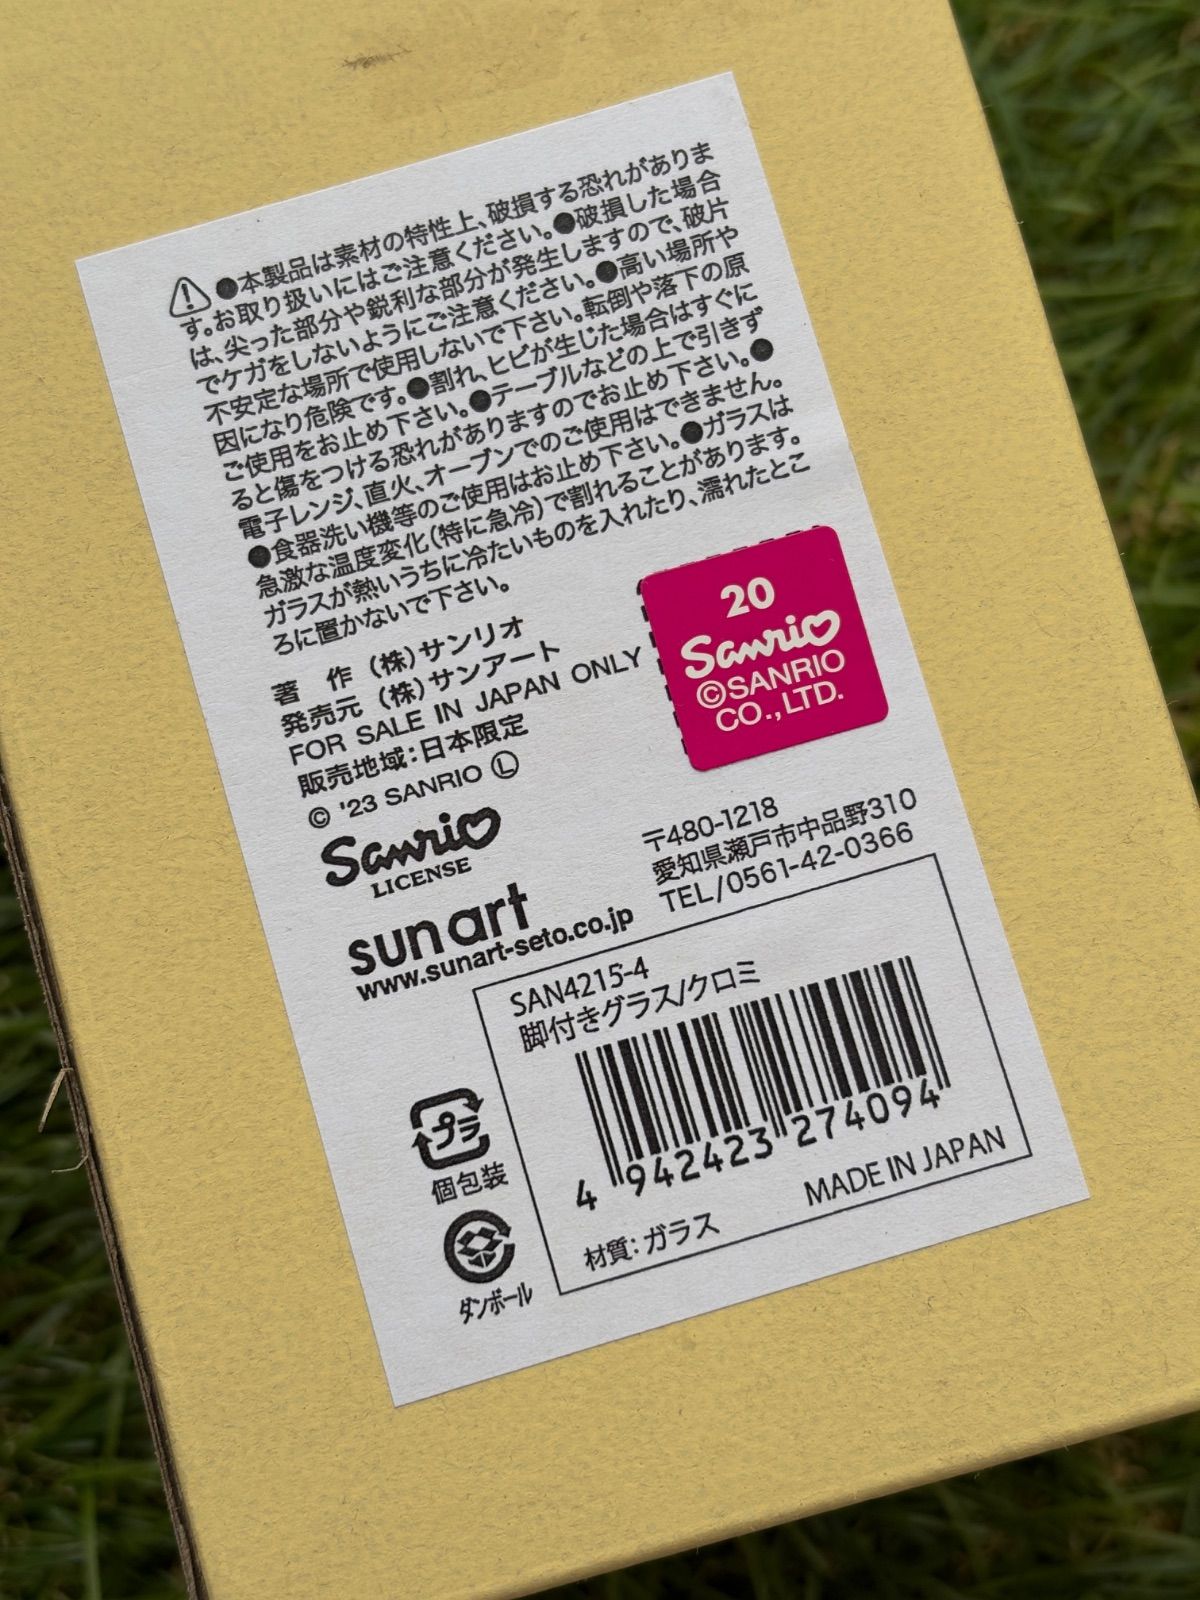 ⚠●本製品は素材の特性上、破損する恐れがありま
す。お取り扱いにはご注意ください。●破損した場合
は、尖った部分や鋭利な部分が発生しますので、破片
でケガをしないようにご注意ください。●高い場所や
不安定な場所で使用しないで下さい。転倒や落下の原
因になり危険です。●割れ、ヒビが生じた場合はすぐに
ご使用をお止め下さい。●テーブルなどの上で引きず
ると傷をつける恐れがありますのでお止め下さい。●
電子レンジ、直火、オーブンでのご使用はできません。
●食器洗い機等のご使用はお止め下さい。●ガラスは
急激な温度変化(特に急冷)で割れることがあります。
ガラスが熱いうちに冷たいものを入れたり、濡れたとこ
ろに置かないで下さい。
著 作 (株)サンリオ
発売元 (株)サンアート
FOR SALE IN JAPAN ONLY
販売地域:日本限定
© '23 SANRIO Ⓛ
20
Sanrio
©SANRIO
CO.,LTD.
Sanrio
LICENSE
sunart
www.sunart-seto.co.jp
〒480-1218
愛知県瀬戸市中品野310
TEL/0561-42-0366
SAN4215-4
脚付きグラス/クロミ
4 942423 274094
MADE IN JAPAN
材質:ガラス
プラ
個包装
ダンボール